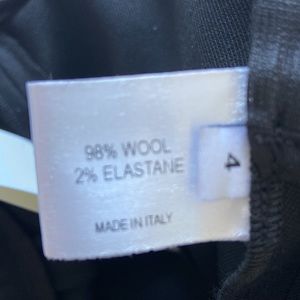 98% WOOL
2% ELASTANE
MADE IN ITALY
4